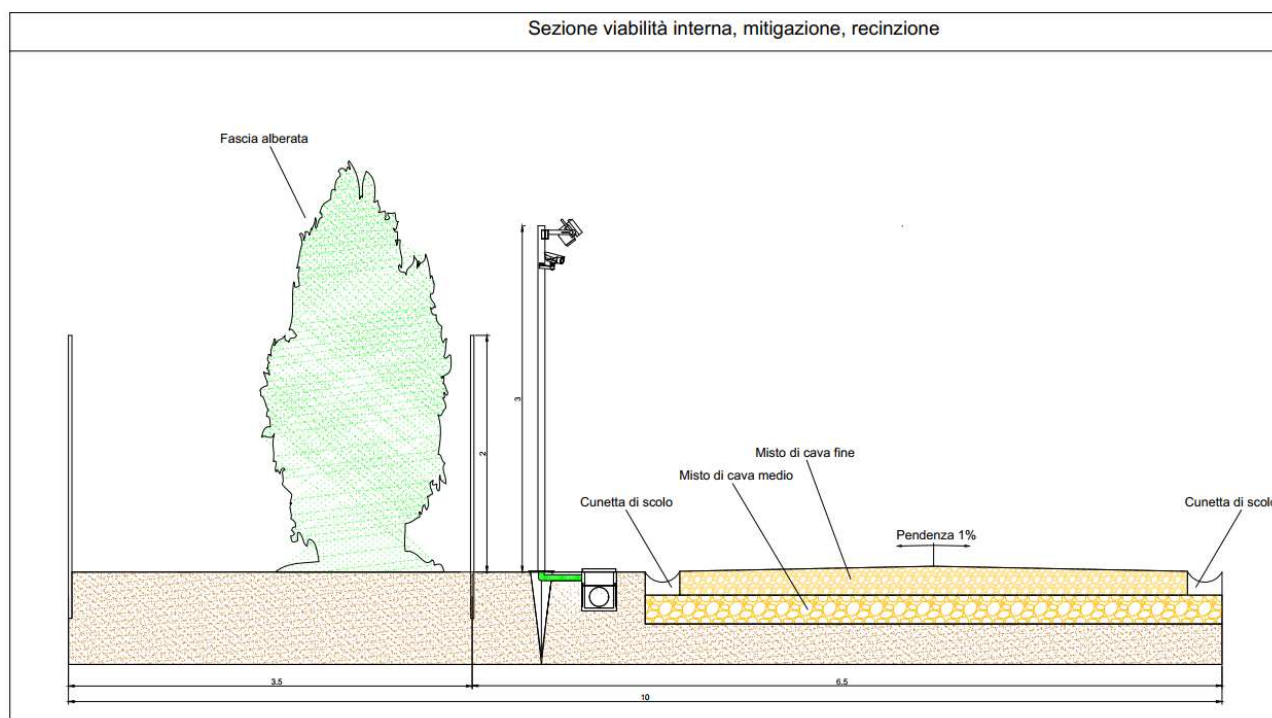 Sezione viabilità interna, mitigazione, recinzione
Fascia alberata
3
2
Misto di cava fine
Misto di cava medio
Cunetta di scolo
Cunetta di scolo
Pendenza 1%
3.5
6.5
10